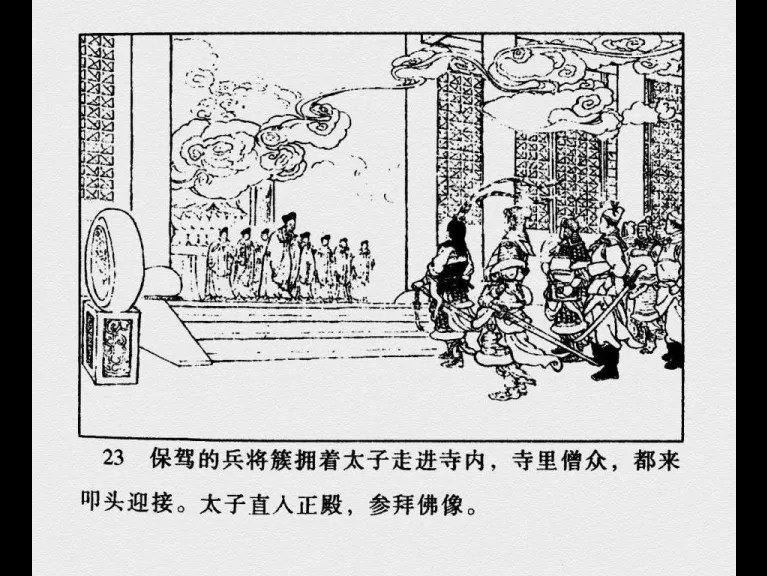 23 保驾的兵将簇拥着太子走进寺内，寺里僧众，都来
叩头迎接。太子直人正殿，参拜佛像。